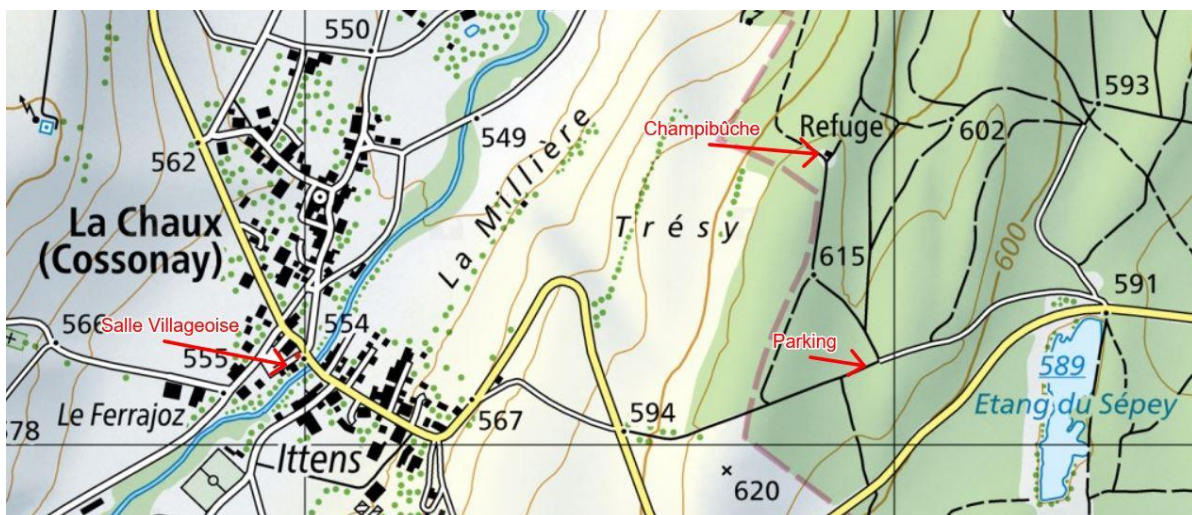 550
593
549
La Millière
Champibûche
Refuge
602
562
Trésy
La Chaux
(Cossonay)
615
600
591
566
Salle Villageoise
554
555
Parking
589
Le Ferrajoz
567
594
Etang du Sépey
578
Ittens
620